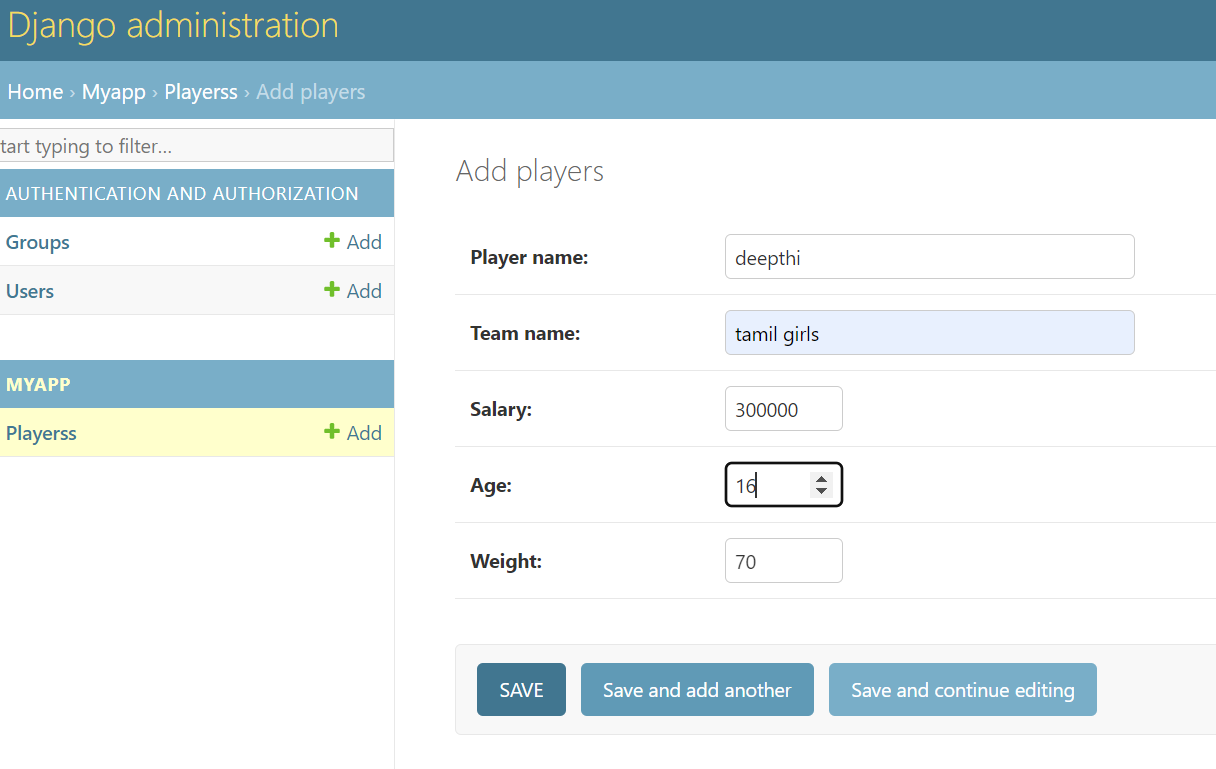 Django administration
Home › Myapp › Playerss › Add players
tart typing to filter...
AUTHENTICATION AND AUTHORIZATION
Groups + Add
Users + Add
MYAPP
Playerss + Add
Add players
Player name: deepthi
Team name: tamil girls
Salary: 300000
Age: 16
Weight: 70
SAVE Save and add another Save and continue editing